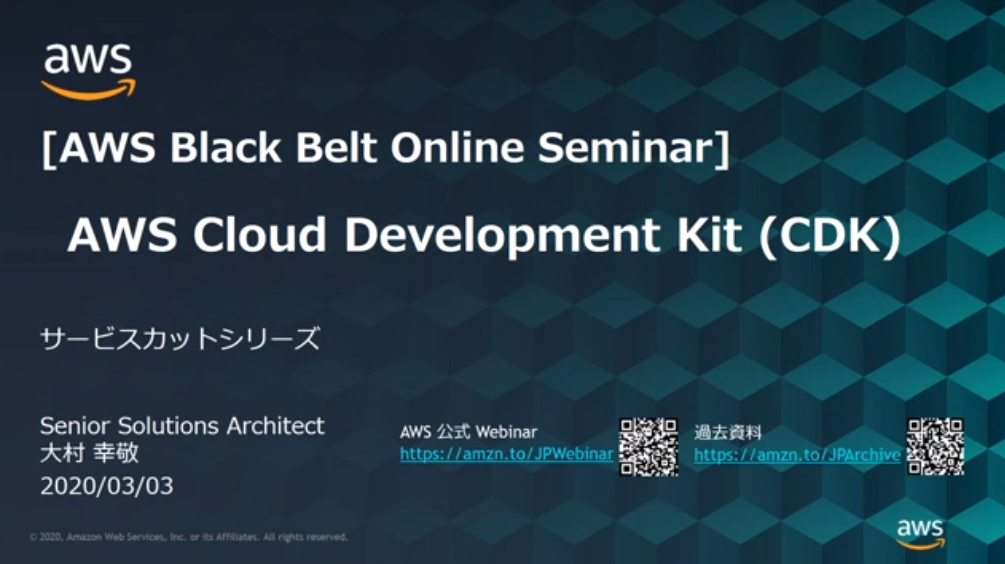 aws
[AWS Black Belt Online Seminar]
AWS Cloud Development Kit (CDK)
サービスカットシリーズ
Senior Solutions Architect
大村 幸敬
2020/03/03
AWS 公式 Webinar
https://amzn.to/JPWebinar
過去資料
https://amzn.to/JPArchive
© 2020, Amazon Web Services, Inc. or its Affiliates. All rights reserved.
aws